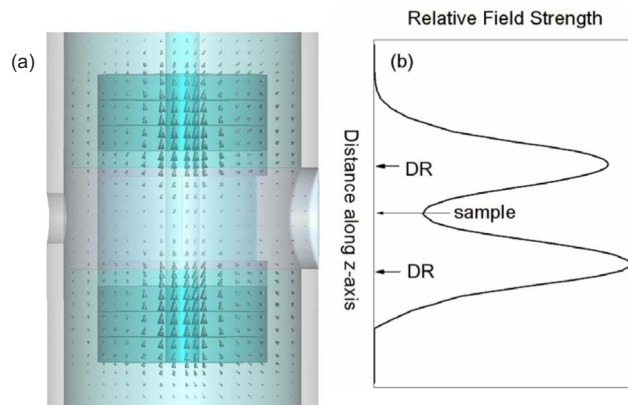 Relative Field Strength
(a)
(b)
Distance along z-axis
DR
sample
DR